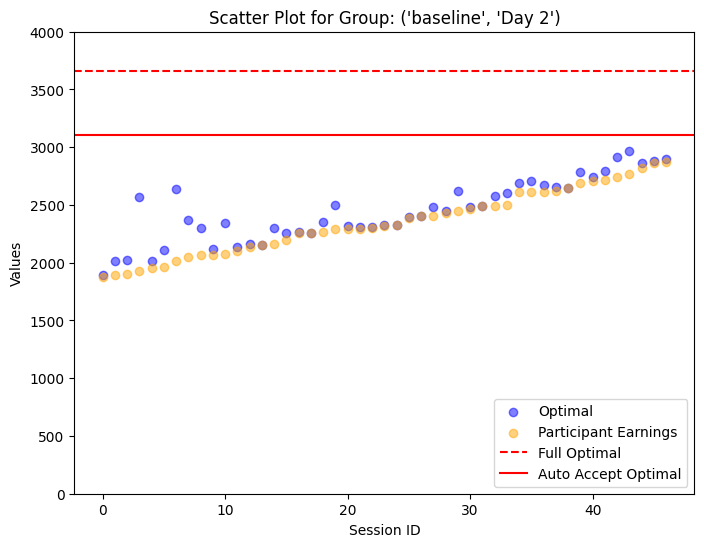 Scatter Plot for Group: ('baseline', 'Day 2')
Values
4000
3500
3000
2500
2000
1500
1000
500
0
0
10
20
30
40
Session ID
Optimal
Participant Earnings
Full Optimal
Auto Accept Optimal